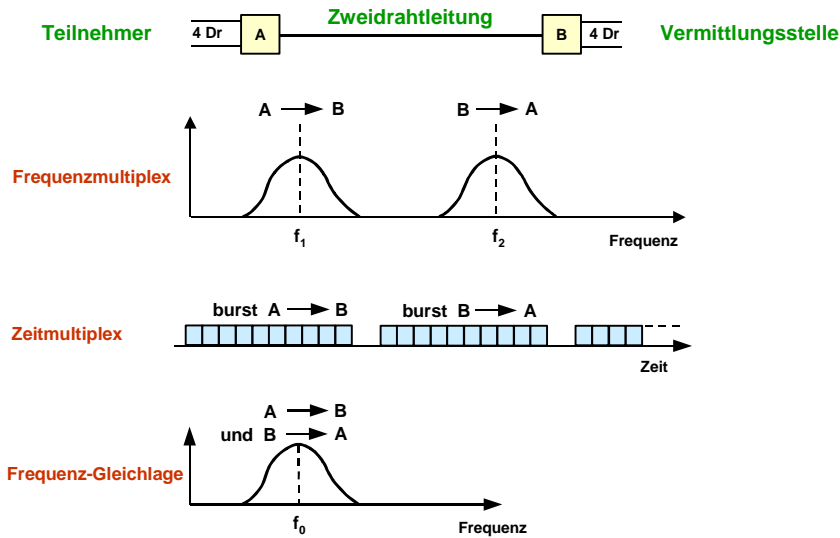 Teilnehmer 4 Dr A Zweidrahtleitung B 4 Dr Vermittlungsstelle
A B B A
Frequenzmultiplex
f1 f2 Frequenz
burst A B burst B A
Zeitmultiplex
Zeit
A B
und B A
Frequenz-Gleichlage
f0 Frequenz